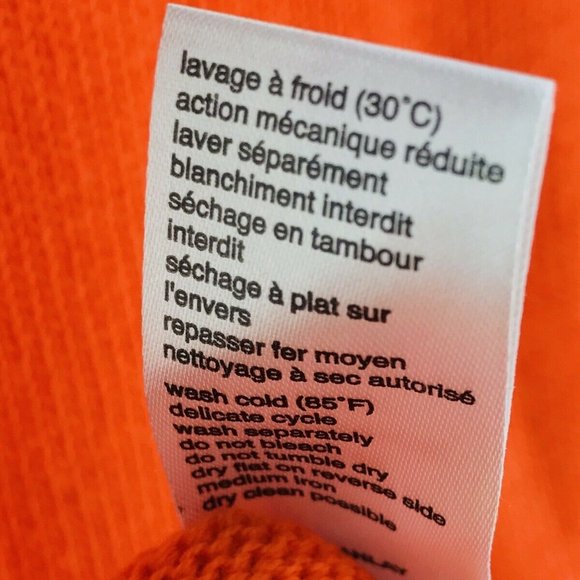 lavage à froid (30°C)
action mécanique réduite
laver séparément
blanchiment interdit
séchage en tambour
interdit
séchage à plat sur
l'envers
repasser fer moyen
nettoyage à sec autorisé
wash cold (85°F)
delicate cycle
wash separately
do not bleach
do not tumble dry
dry flat on reverse side
medium iron
dry clean possible